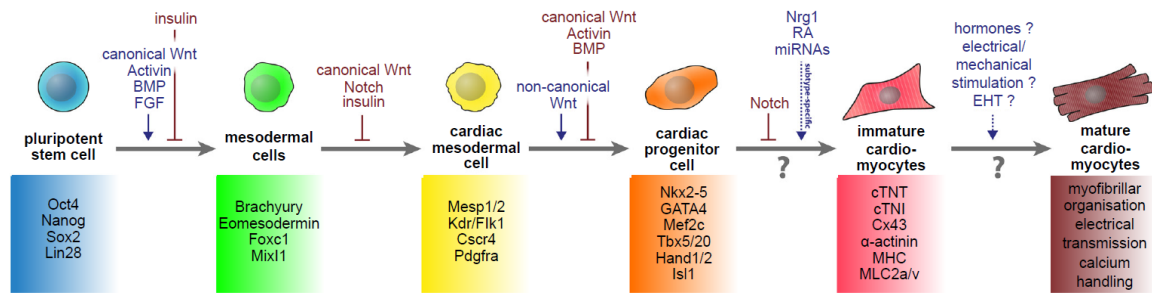 insulin
canonical Wnt
Activin
BMP
FGF
pluripotent
stem cell
Oct4
Nanog
Sox2
Lin28
mesodermal
cells
Brachyury
Eomesodermin
Foxc1
Mixl1
canonical Wnt
Notch
insulin
cardiac
mesodermal
cell
Mesp1/2
Kdr/Flk1
Cscr4
Pdgfra
canonical Wnt
Activin
BMP
non-canonical
Wnt
cardiac
progenitor
cell
Nkx2-5
GATA4
Mef2c
Tbx5/20
Hand1/2
Isl1
Nrg1
RA
miRNAs
subtype-specific
Notch
?
immature
cardio-
myocytes
cTNT
cTNI
Cx43
α-actinin
MHC
MLC2a/v
hormones ?
electrical/
mechanical
stimulation ?
EHT ?
?
mature
cardio-
myocytes
myofibrillar
organisation
electrical
transmission
calcium
handling